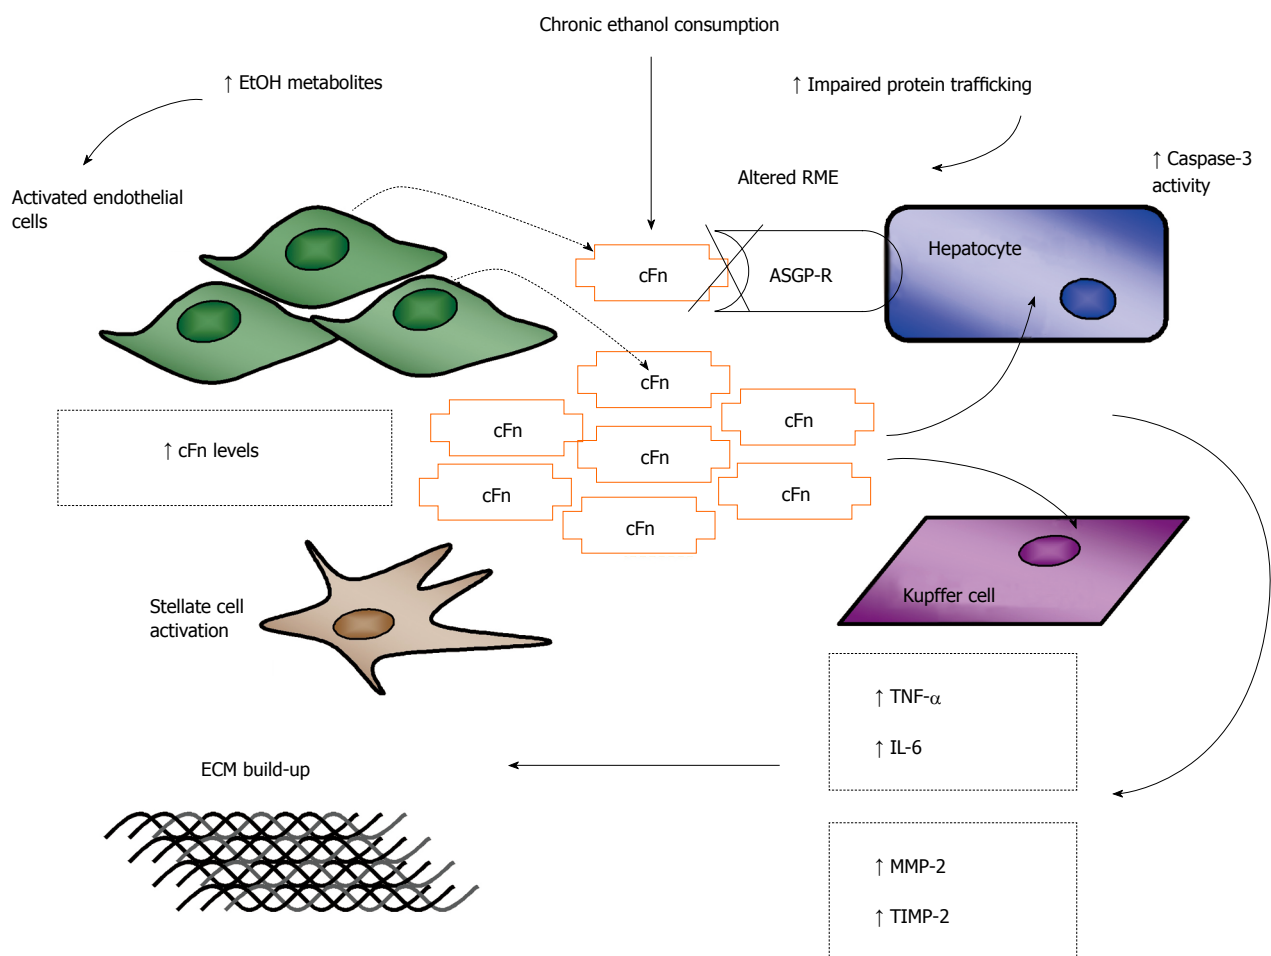 Chronic ethanol consumption
↑ EtOH metabolites
↑ Impaired protein trafficking
↑ Caspase-3
activity
Altered RME
Activated endothelial
cells
Hepatocyte
cFn
ASGP-R
cFn
cFn
cFn
↑ cFn levels
cFn
cFn
cFn
cFn
Kupffer cell
Stellate cell
activation
↑ TNF-α
↑ IL-6
ECM build-up
↑ MMP-2
↑ TIMP-2